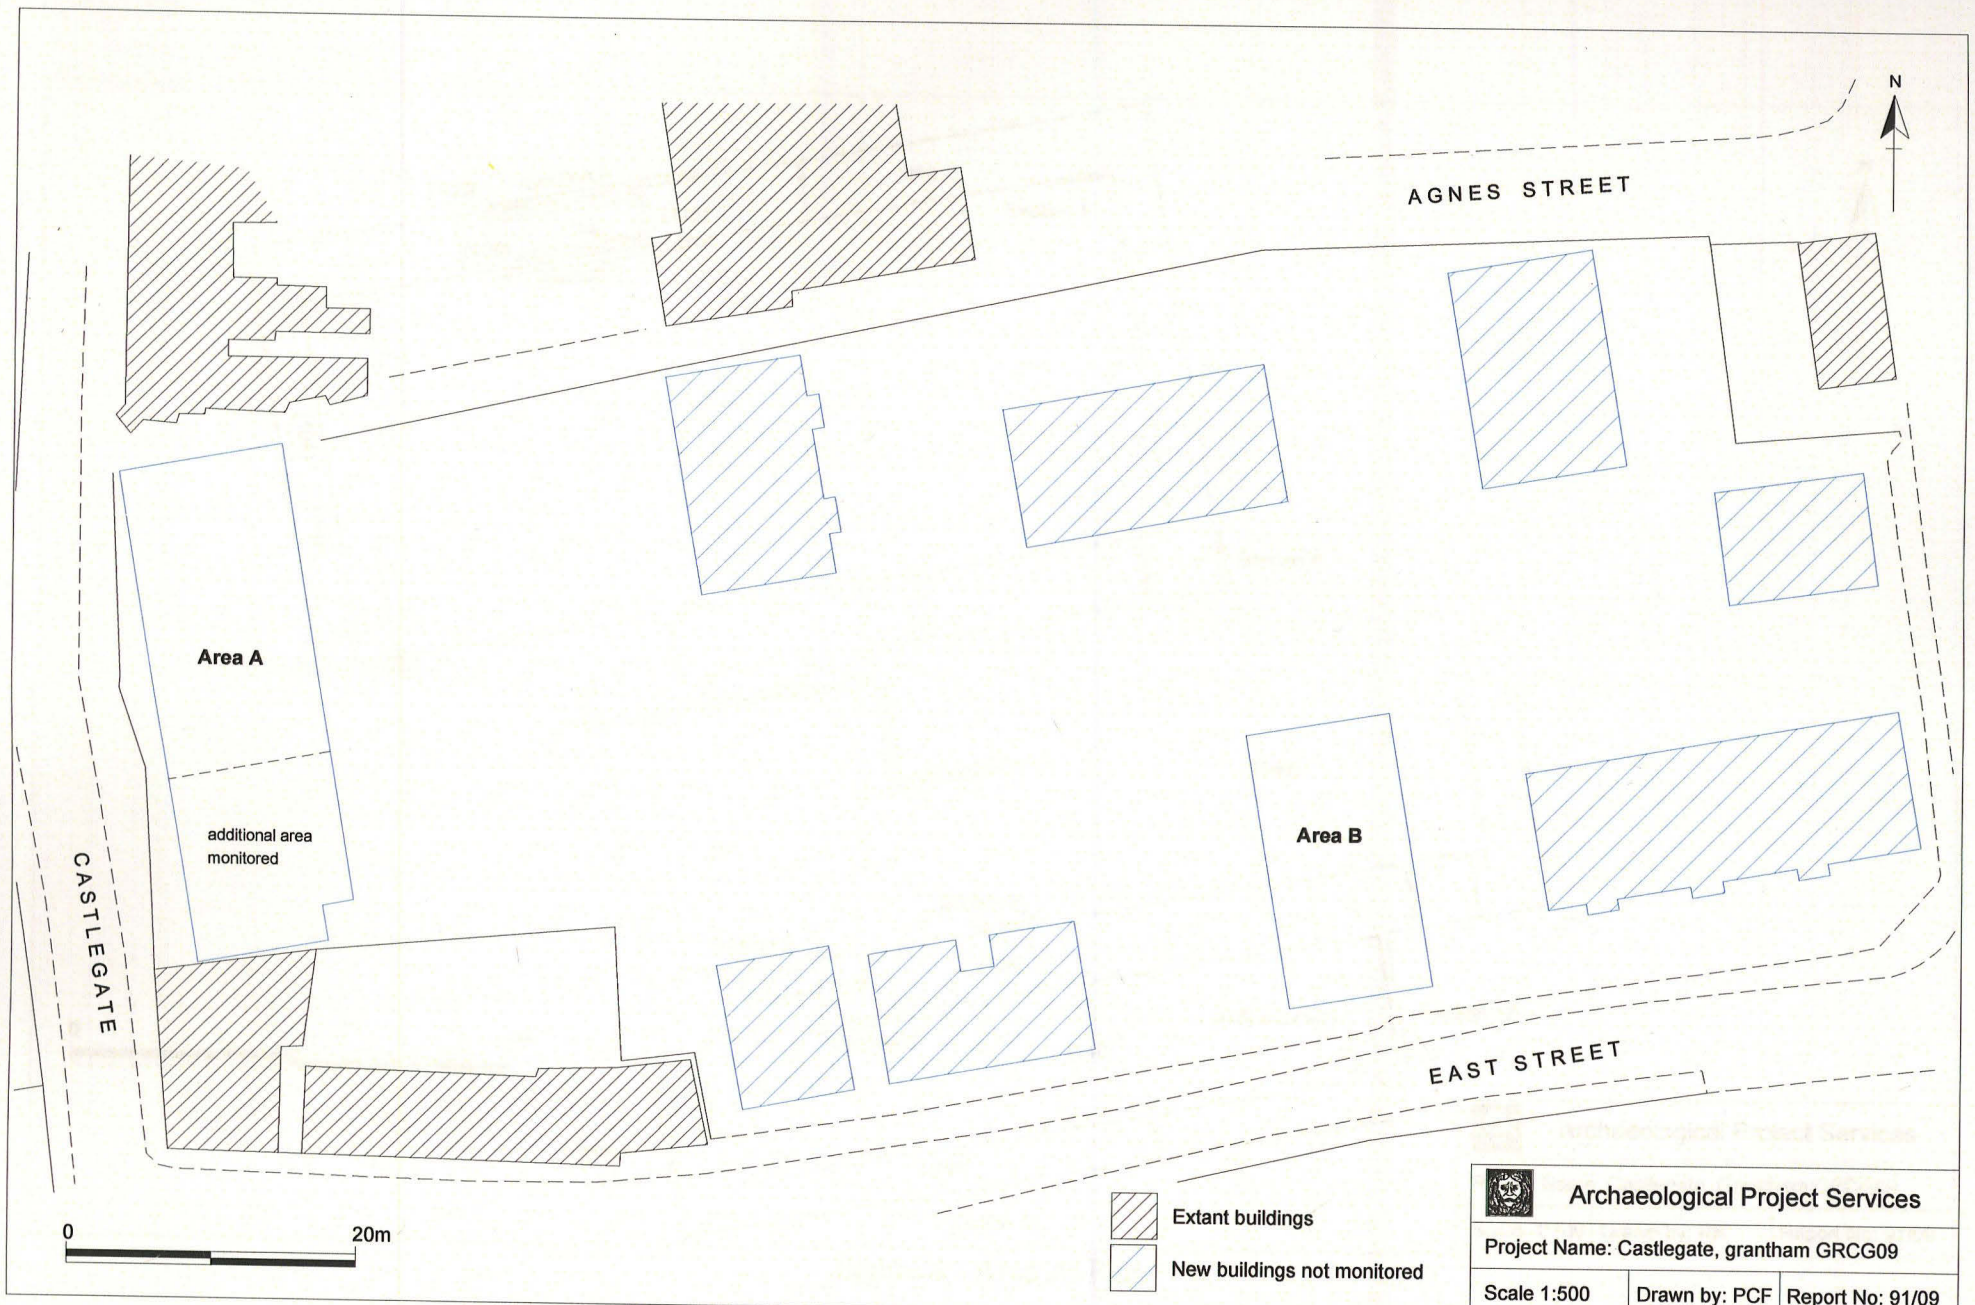 N
AGNES STREET
Area A
additional area
monitored
Area B
CASTLEGATE
EAST STREET
0
20m
Extant buildings
New buildings not monitored
Archaeological Project Services
Project Name: Castlegate, grantham GRCG09
Scale 1:500
Drawn by: PCF
Report No: 91/09